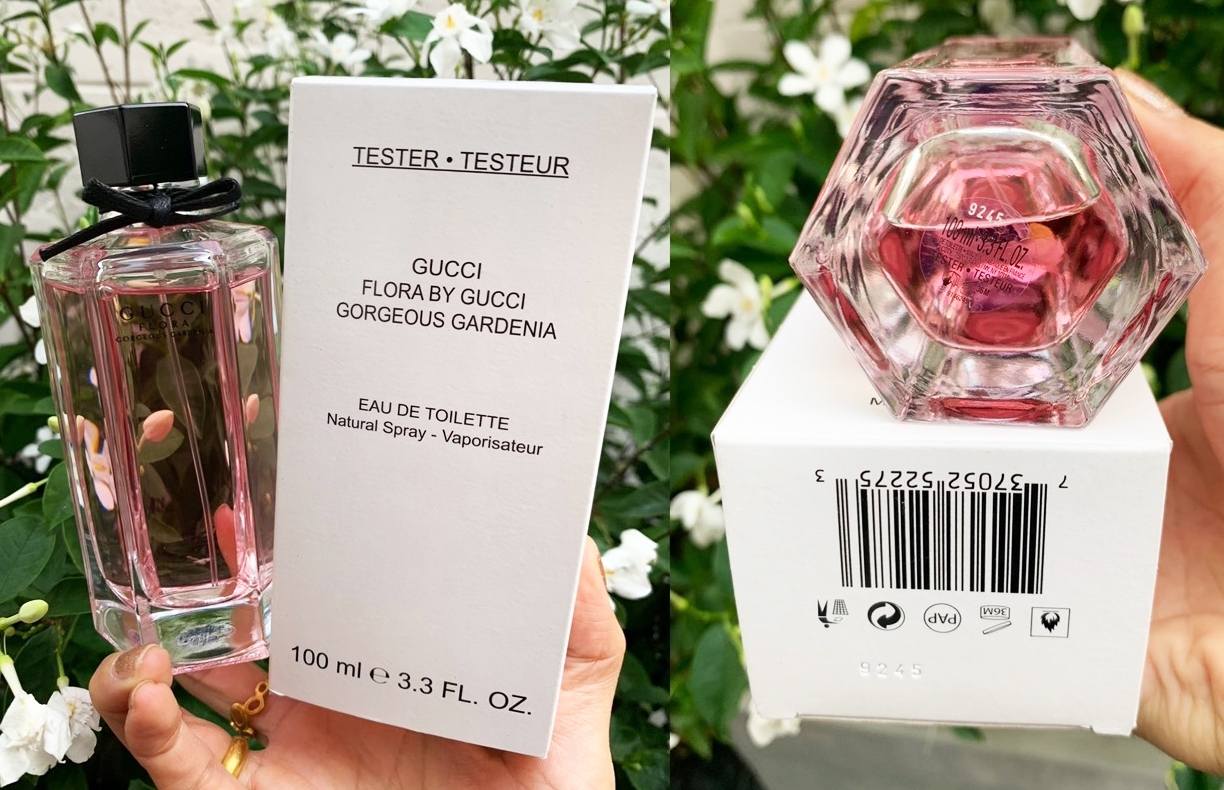 TESTER • TESTEUR
GUCCI
FLORA BY GUCCI
GORGEOUS GARDENIA
EAU DE TOILETTE
Natural Spray - Vaporisateur
100 ml ℮ 3.3 FL. OZ.
GUCCI
FLORA
GORGEOUS GARDENIA
9245
100 ml 3.3 FL. OZ.
TESTER • TESTEUR
7 37052 52275 3
36M
PAP
9245